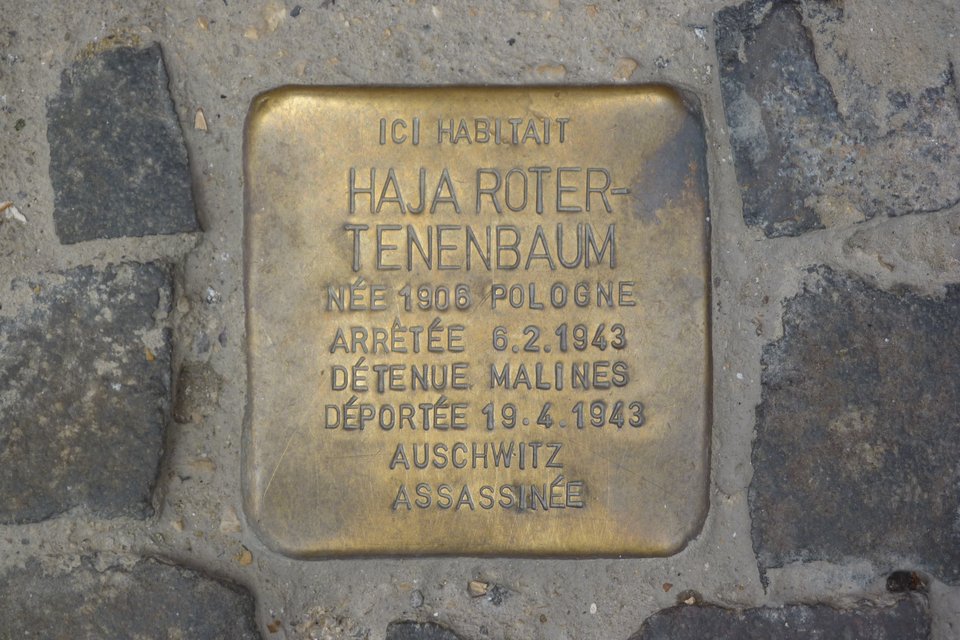 ICI HABITAIT
HAJA ROTER-
TENENBAUM
NÉE 1906 POLOGNE
ARRÊTÉE 6.2.1943
DÉTENUE MALINES
DÉPORTÉE 19.4.1943
AUSCHWITZ
ASSASSINÉE